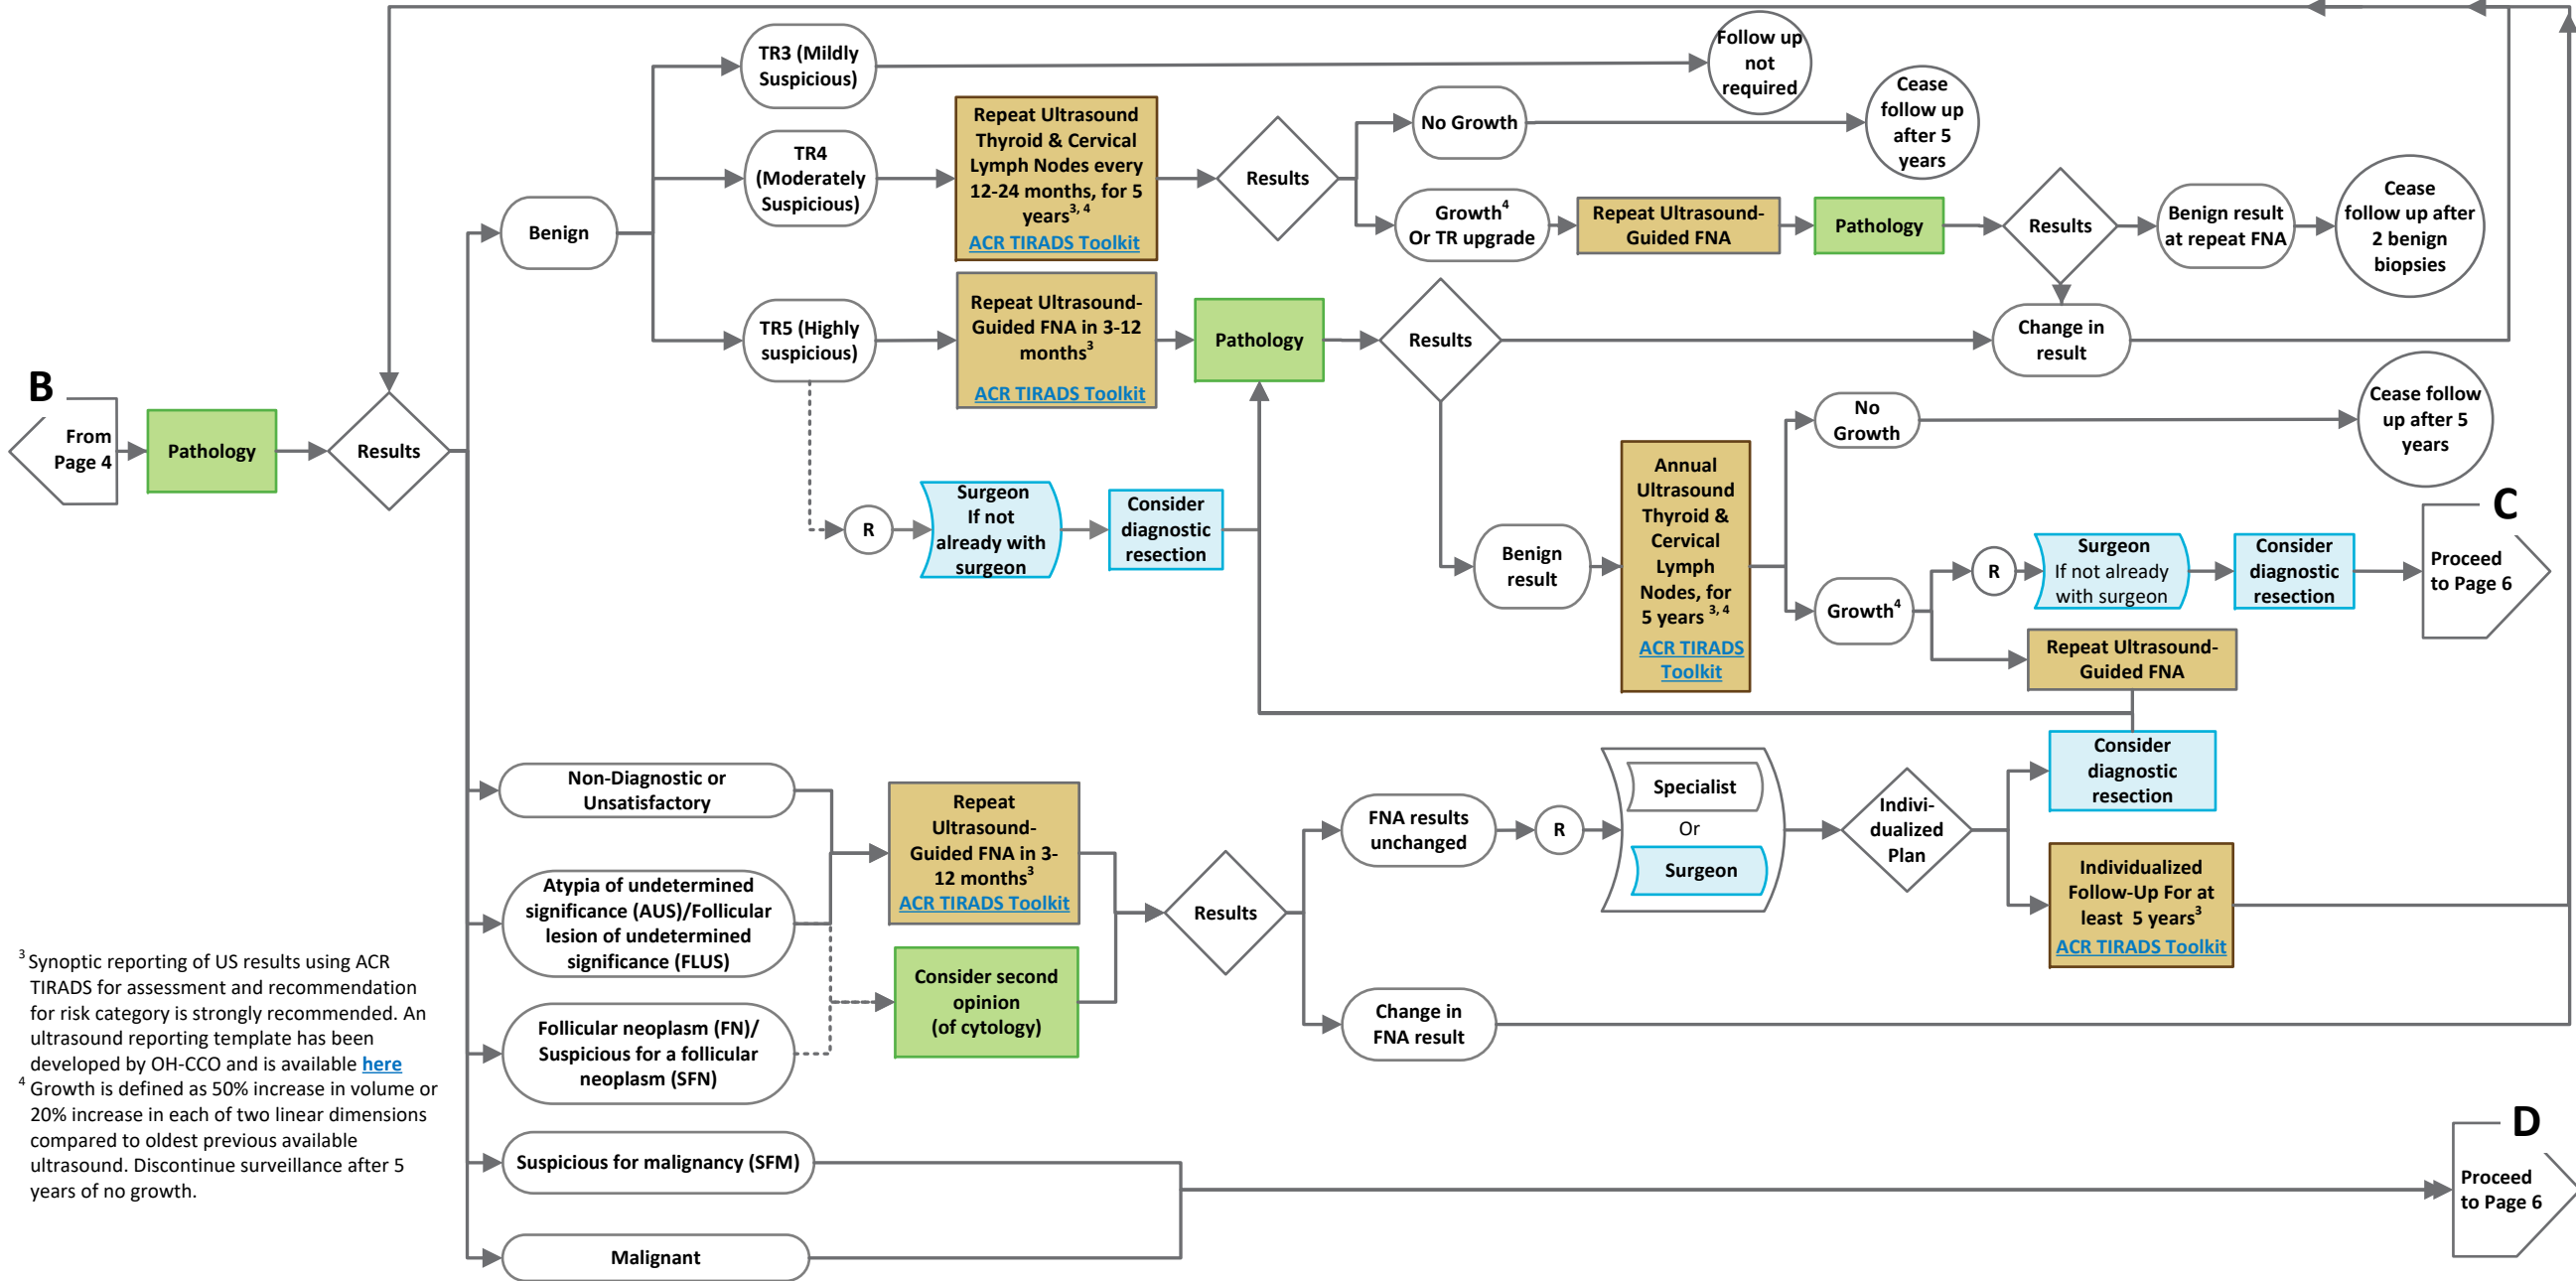 TR3 (Mildly
Suspicious)
Follow up
not
required
TR4
(Moderately
Suspicious)
Repeat Ultrasound
Thyroid & Cervical
Lymph Nodes every
12-24 months, for 5
years3, 4
ACR TIRADS Toolkit
Results
No Growth
Cease
follow up
after 5
years
Growth4
Or TR upgrade
Repeat Ultrasound-
Guided FNA
Pathology
Results
Benign result
at repeat FNA
Cease
follow up after
2 benign
biopsies
Benign
TR5 (Highly
suspicious)
Repeat Ultrasound-
Guided FNA in 3-12
months3
ACR TIRADS Toolkit
Pathology
Results
Change in
result
B
From
Page 4
Pathology
Results
R
Surgeon
If not
already with
surgeon
Consider
diagnostic
resection
Benign
result
Annual
Ultrasound
Thyroid &
Cervical
Lymph
Nodes, for
5 years 3, 4
ACR TIRADS
Toolkit
No
Growth
Cease follow
up after 5
years
Growth4
R
Surgeon
If not already
with surgeon
Consider
diagnostic
resection
C
Proceed
to Page 6
Repeat Ultrasound-
Guided FNA
Non-Diagnostic or
Unsatisfactory
Atypia of undetermined
significance (AUS)/Follicular
lesion of undetermined
significance (FLUS)
Follicular neoplasm (FN)/
Suspicious for a follicular
neoplasm (SFN)
Repeat
Ultrasound-
Guided FNA in 3-
12 months3
ACR TIRADS Toolkit
Consider second
opinion
(of cytology)
Results
FNA results
unchanged
R
Specialist
Or
Surgeon
Indivi-
dualized
Plan
Consider
diagnostic
resection
Individualized
Follow-Up For at
least 5 years3
ACR TIRADS Toolkit
Change in
FNA result
Suspicious for malignancy (SFM)
Malignant
D
Proceed
to Page 6
3 Synoptic reporting of US results using ACR
TIRADS for assessment and recommendation
for risk category is strongly recommended. An
ultrasound reporting template has been
developed by OH-CCO and is available here
4 Growth is defined as 50% increase in volume or
20% increase in each of two linear dimensions
compared to oldest previous available
ultrasound. Discontinue surveillance after 5
years of no growth.